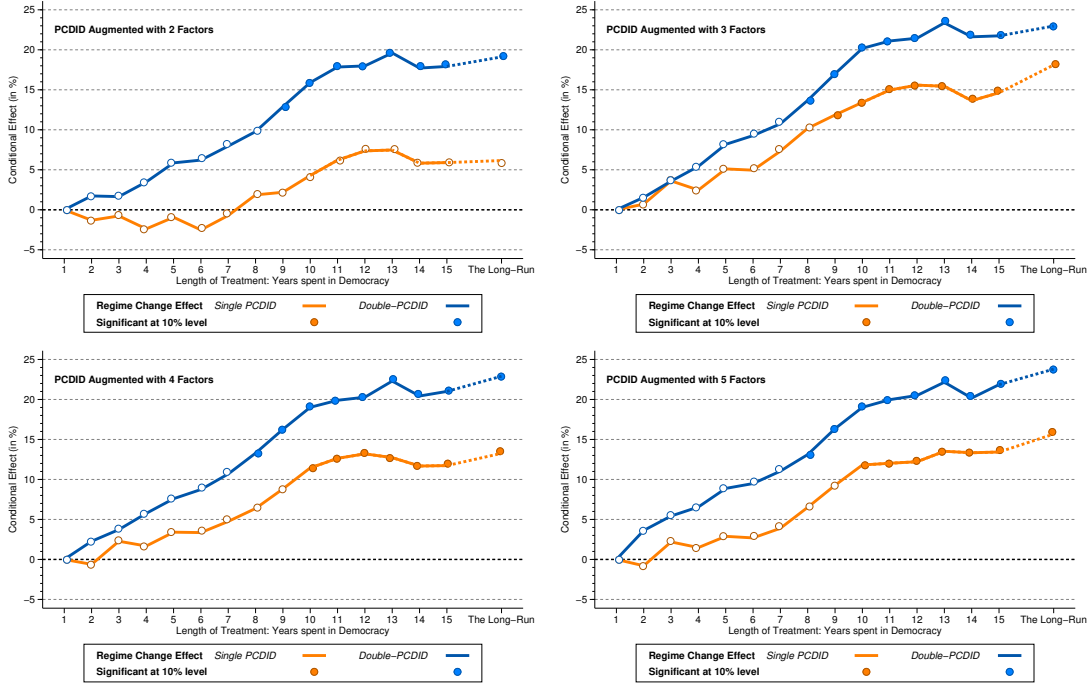 PCDID Augmented with 2 Factors
Conditional Effect (in %)
25
20
15
10
5
0
−5
1 2 3 4 5 6 7 8 9 10 11 12 13 14 15 The Long−Run
Length of Treatment: Years spent in Democracy
Regime Change Effect Single PCDID Double−PCDID
Significant at 10% level
PCDID Augmented with 3 Factors
Conditional Effect (in %)
25
20
15
10
5
0
−5
1 2 3 4 5 6 7 8 9 10 11 12 13 14 15 The Long−Run
Length of Treatment: Years spent in Democracy
Regime Change Effect Single PCDID Double−PCDID
Significant at 10% level
PCDID Augmented with 4 Factors
Conditional Effect (in %)
25
20
15
10
5
0
−5
1 2 3 4 5 6 7 8 9 10 11 12 13 14 15 The Long−Run
Length of Treatment: Years spent in Democracy
Regime Change Effect Single PCDID Double−PCDID
Significant at 10% level
PCDID Augmented with 5 Factors
Conditional Effect (in %)
25
20
15
10
5
0
−5
1 2 3 4 5 6 7 8 9 10 11 12 13 14 15 The Long−Run
Length of Treatment: Years spent in Democracy
Regime Change Effect Single PCDID Double−PCDID
Significant at 10% level